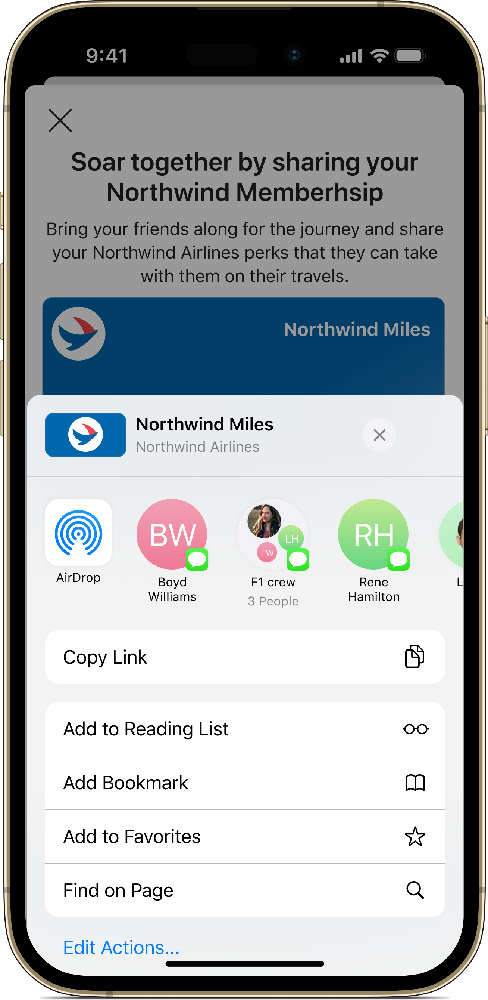 9:41
Soar together by sharing your
Northwind Memberhsip
Bring your friends along for the journey and share
your Northwind Airlines perks that they can take
with them on their travels.
Northwind Miles
Northwind Miles
Northwind Airlines
BW
LH
FW
RH
AirDrop
Boyd
Williams
F1 crew
3 People
Rene
Hamilton
L
Copy Link
Add to Reading List
Add Bookmark
Add to Favorites
Find on Page
Edit Actions...